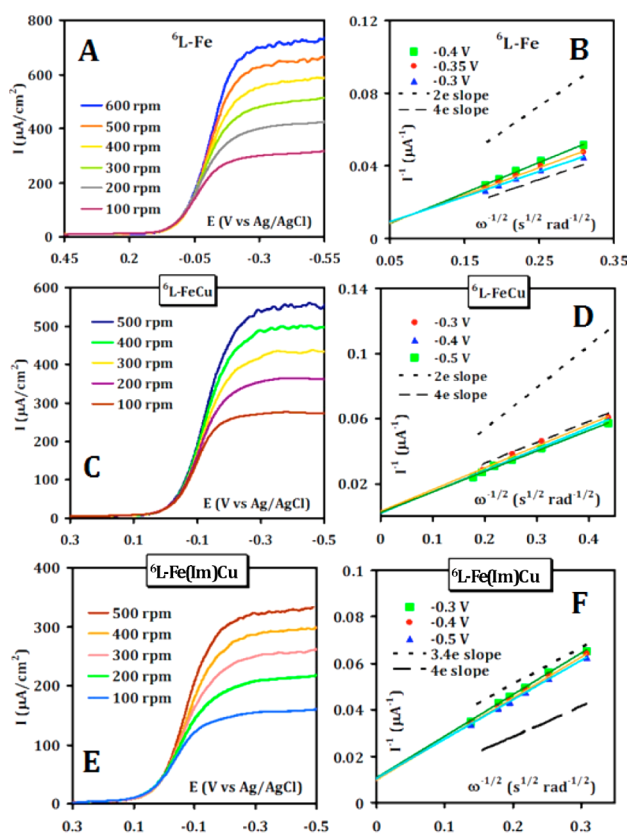 A
⁶L-Fe
I (µA/cm²)
800
600
400
200
0
600 rpm
500 rpm
400 rpm
300 rpm
200 rpm
100 rpm
E (V vs Ag/AgCl)
0.45 0.2 -0.05 -0.3 -0.55
B
⁶L-Fe
I⁻¹ (µA⁻¹)
0.12
0.08
0.04
0
-0.4 V
-0.35 V
-0.3 V
2e slope
4e slope
ω⁻¹/² (s¹/² rad⁻¹/²)
0.05 0.15 0.25 0.35
C
⁶L-FeCu
I (µA/cm²)
600
500
400
300
200
100
0
500 rpm
400 rpm
300 rpm
200 rpm
100 rpm
E (V vs Ag/AgCl)
0.3 0.1 -0.1 -0.3 -0.5
D
⁶L-FeCu
I⁻¹ (µA⁻¹)
0.14
0.1
0.06
0.02
-0.3 V
-0.4 V
-0.5 V
2e slope
4e slope
ω⁻¹/² (s¹/² rad⁻¹/²)
0 0.1 0.2 0.3 0.4
E
⁶L-Fe(Im)Cu
I (µA/cm²)
400
300
200
100
0
500 rpm
400 rpm
300 rpm
200 rpm
100 rpm
E (V vs Ag/AgCl)
0.3 0.1 -0.1 -0.3 -0.5
F
⁶L-Fe(Im)Cu
I⁻¹ (µA⁻¹)
0.1
0.08
0.06
0.04
0.02
0
-0.3 V
-0.4 V
-0.5 V
3.4e slope
4e slope
ω⁻¹/² (s¹/² rad⁻¹/²)
0 0.1 0.2 0.3